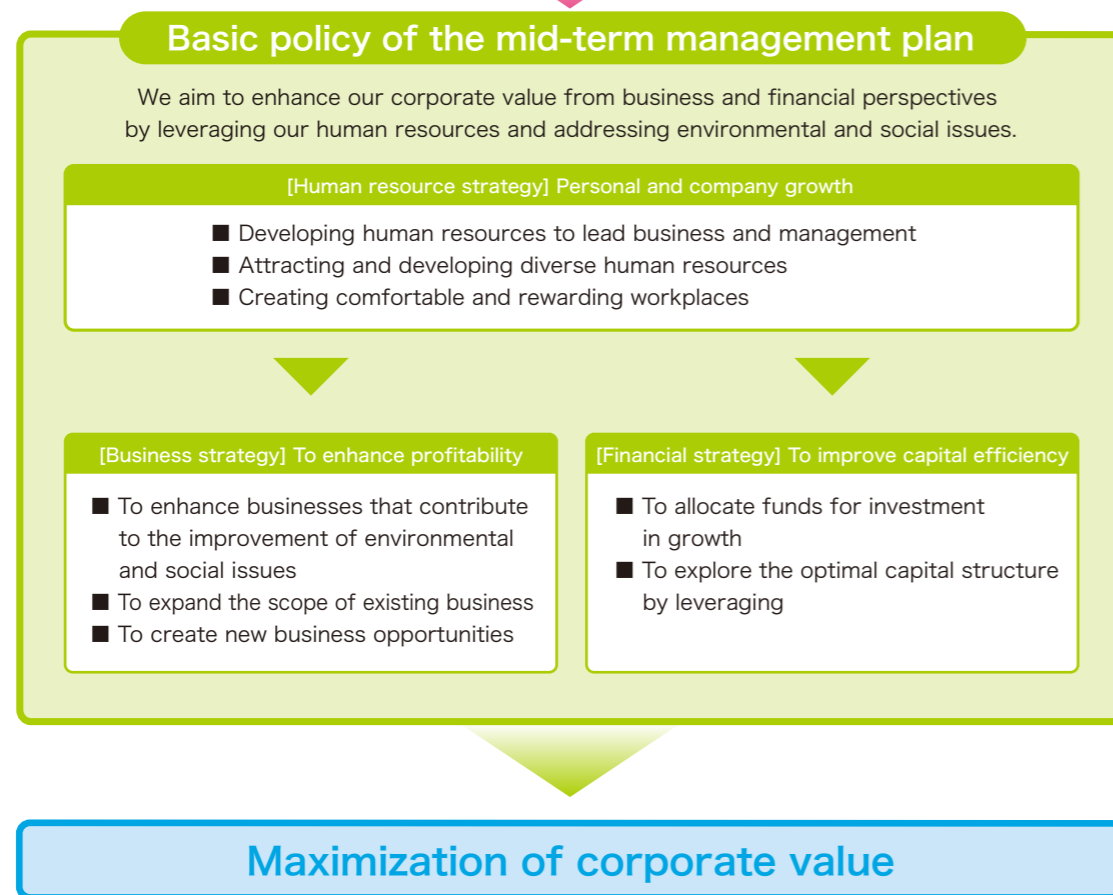 Basic policy of the mid-term management plan
We aim to enhance our corporate value from business and financial perspectives
by leveraging our human resources and addressing environmental and social issues.
[Human resource strategy] Personal and company growth
■ Developing human resources to lead business and management
■ Attracting and developing diverse human resources
■ Creating comfortable and rewarding workplaces
[Business strategy] To enhance profitability
■ To enhance businesses that contribute
to the improvement of environmental
and social issues
■ To expand the scope of existing business
■ To create new business opportunities
[Financial strategy] To improve capital efficiency
■ To allocate funds for investment
in growth
■ To explore the optimal capital structure
by leveraging
Maximization of corporate value